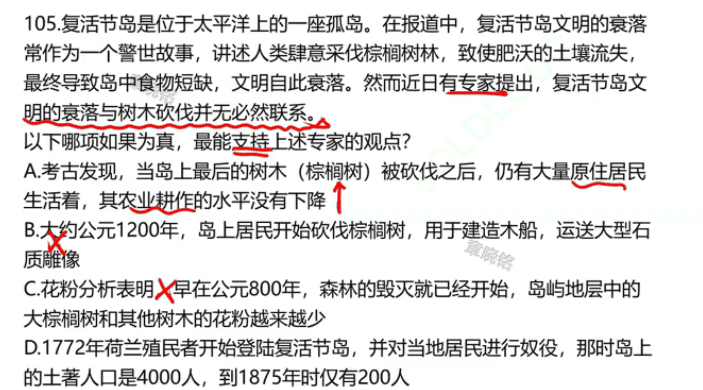 105.复活节岛是位于太平洋上的一座孤岛。在报道中，复活节岛文明的衰落
常作为一个警世故事，讲述人类肆意采伐棕榈树林，致使肥沃的土壤流失，
最终导致岛中食物短缺，文明自此衰落。然而近日有专家提出，复活节岛文
明的衰落与树木砍伐并无必然联系。
以下哪项如果为真，最能支持上述专家的观点？
A.考古发现，当岛上最后的树木（棕榈树）被砍伐之后，仍有大量原住居民
生活着，其农业耕作的水平没有下降
B.大约公元1200年，岛上居民开始砍伐棕榈树，用于建造木船，运送大型石
质雕像
章晓铭
C.花粉分析表明，早在公元800年，森林的毁灭就已经开始，岛屿地层中的
大棕榈树和其他树木的花粉越来越少
D.1772年荷兰殖民者开始登陆复活节岛，并对当地居民进行奴役，那时岛上
的土著人口是4000人，到1875年时仅有200人